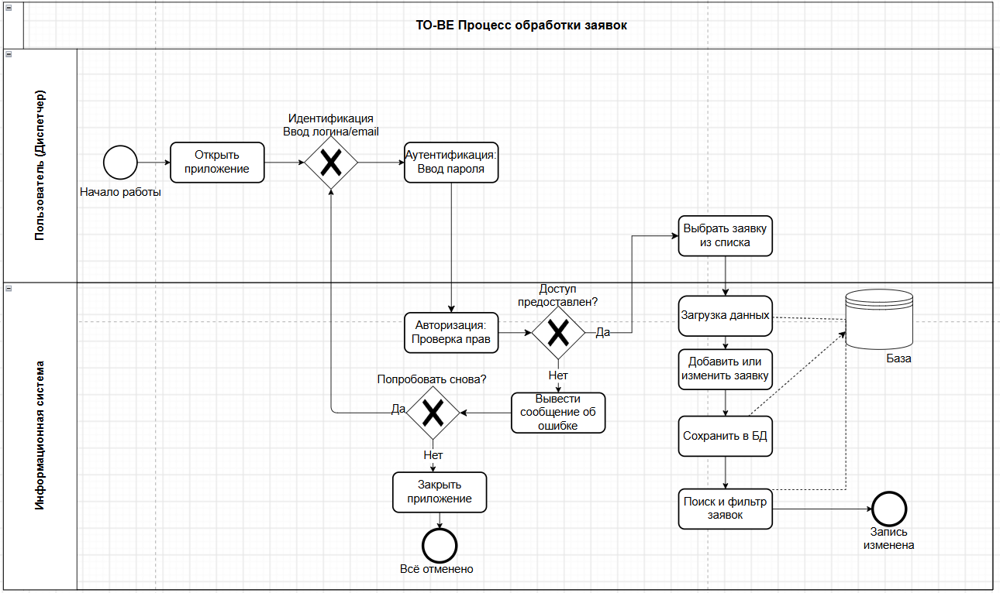 TO-BE Процесс обработки заявок
Пользователь (Диспетчер)
Начало работы
Открыть
приложение
Идентификация
Ввод логина/email
Аутентификация:
Ввод пароля
Выбрать заявку
из списка
Информационная система
Авторизация:
Проверка прав
Доступ
предоставлен?
Да
Нет
Вывести
сообщение об
ошибке
Попробовать снова?
Да
Нет
Закрыть
приложение
Всё отменено
Загрузка данных
База
Добавить или
изменить заявку
Сохранить в БД
Поиск и фильтр
заявок
Запись
изменена